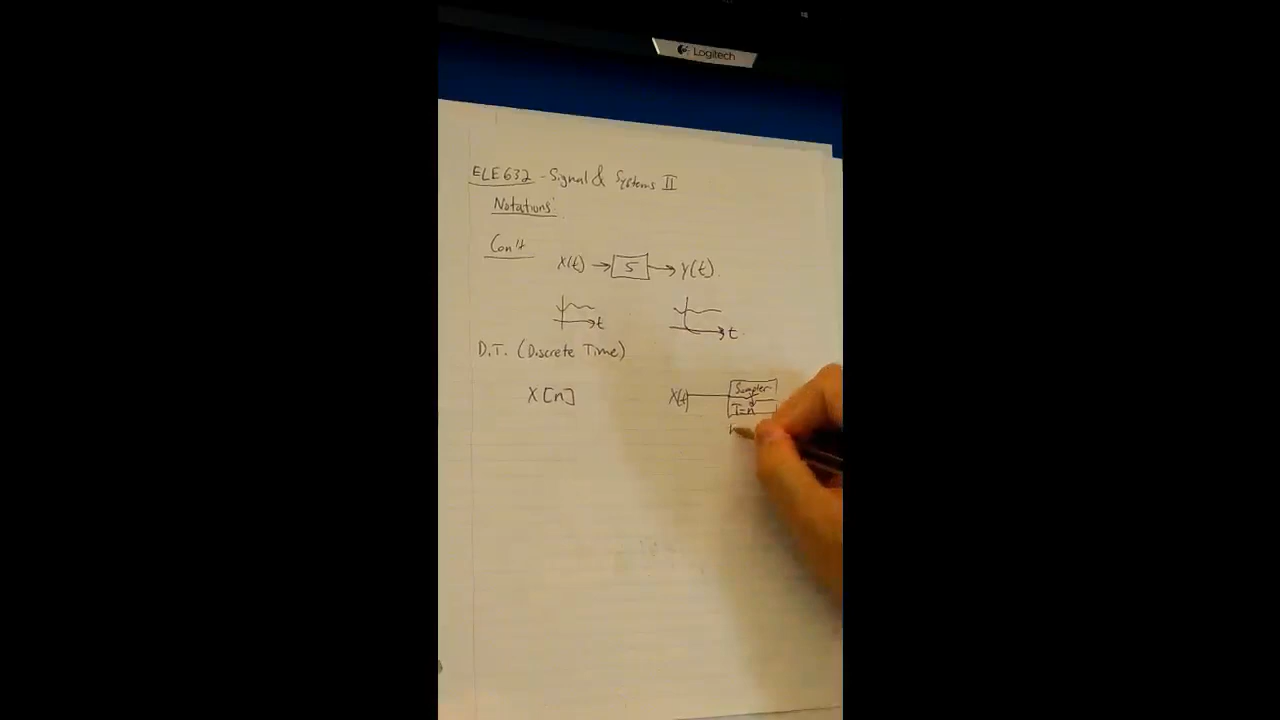 Logitech
ELE632 - Signal & Systems II
Notations:
Con't
X(t) → S → Y(t)
t t
D.T. (Discrete Time)
X[n] X(t) Sampler
T=n